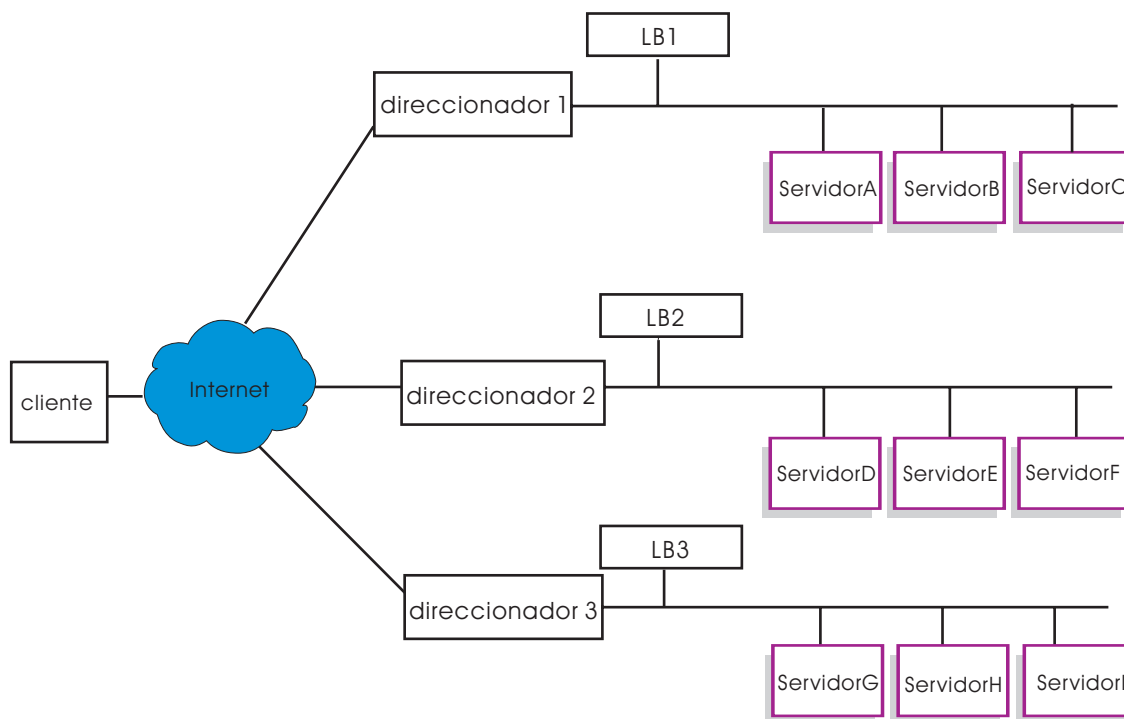 LB1
direccionador 1
ServidorA
ServidorB
ServidorC
LB2
Internet
direccionador 2
cliente
ServidorD
ServidorE
ServidorF
LB3
direccionador 3
ServidorG
ServidorH
ServidorI